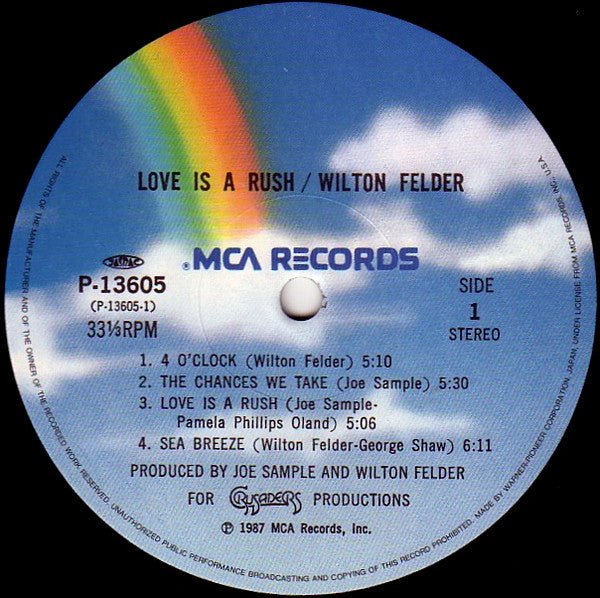 LOVE IS A RUSH / WILTON FELDER
JASRAC
® MCA RECORDS
P-13605
(P-13605-1)
33⅓RPM
SIDE
1
STEREO
1. 4 O'CLOCK (Wilton Felder) 5:10
2. THE CHANCES WE TAKE (Joe Sample) 5:30
3. LOVE IS A RUSH (Joe Sample-
Pamela Phillips Oland) 5:06
4. SEA BREEZE (Wilton Felder-George Shaw) 6:11
PRODUCED BY JOE SAMPLE AND WILTON FELDER
FOR CRUSADERS PRODUCTIONS
℗ 1987 MCA Records, Inc.
ALL RIGHTS OF THE MANUFACTURER AND OF THE OWNER OF THE RECORDED WORK RESERVED. UNAUTHORIZED PUBLIC PERFORMANCE BROADCASTING AND COPYING OF THIS RECORD PROHIBITED. MADE BY WARNER-PIONEER CORPORATION, JAPAN, UNDER LICENSE FROM MCA RECORDS, INC., U.S.A.